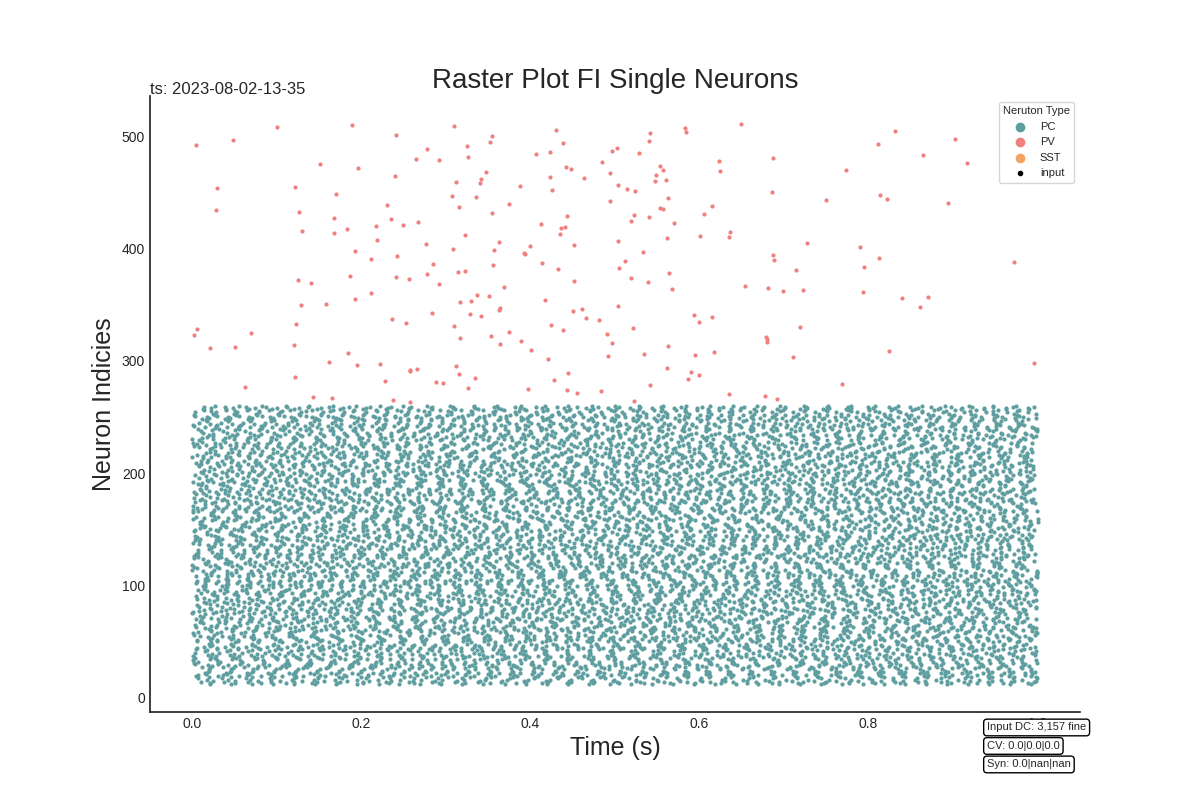 Raster Plot FI Single Neurons
ts: 2023-08-02-13-35
Neruton Type
PC
PV
SST
input
500
400
300
200
100
0
Neuron Indicies
0.0 0.2 0.4 0.6 0.8
Time (s)
Input DC: 3,157 fine
CV: 0.0|0.0|0.0
Syn: 0.0|nan|nan